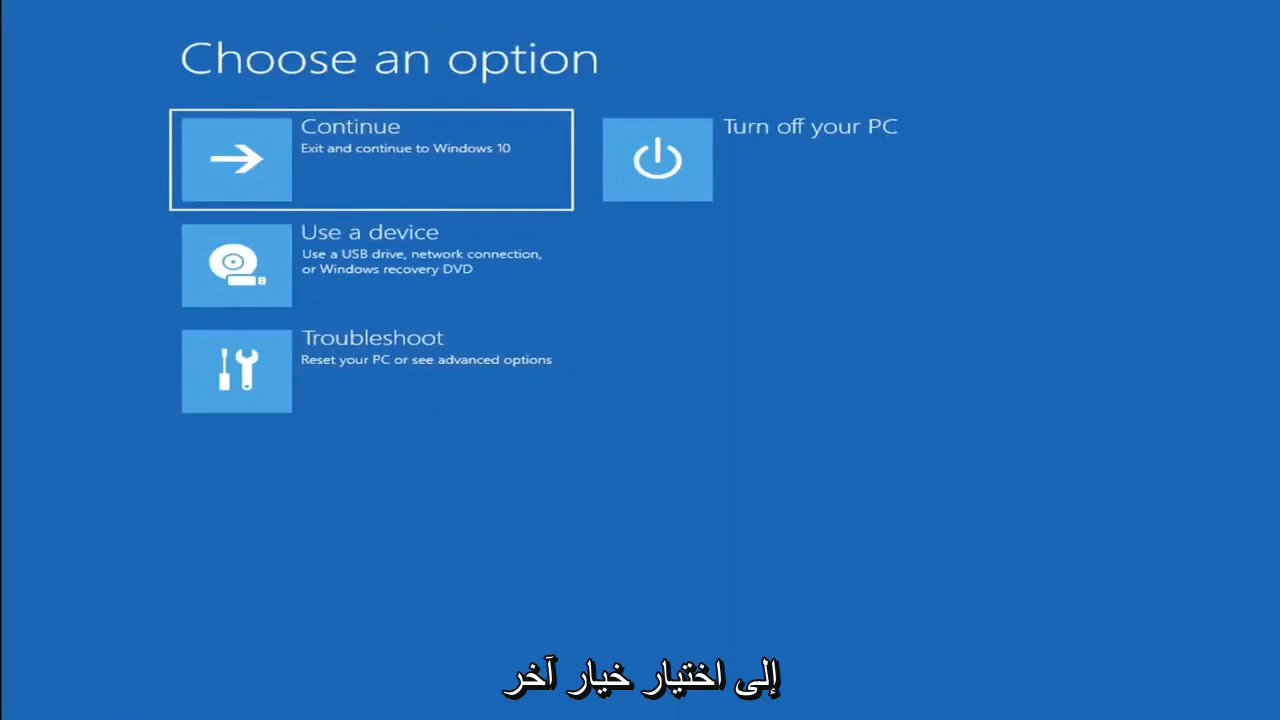 Choose an option
Continue
Exit and continue to Windows 10
Turn off your PC
Use a device
Use a USB drive, network connection,
or Windows recovery DVD
Troubleshoot
Reset your PC or see advanced options
إلى اختيار خيار آخر